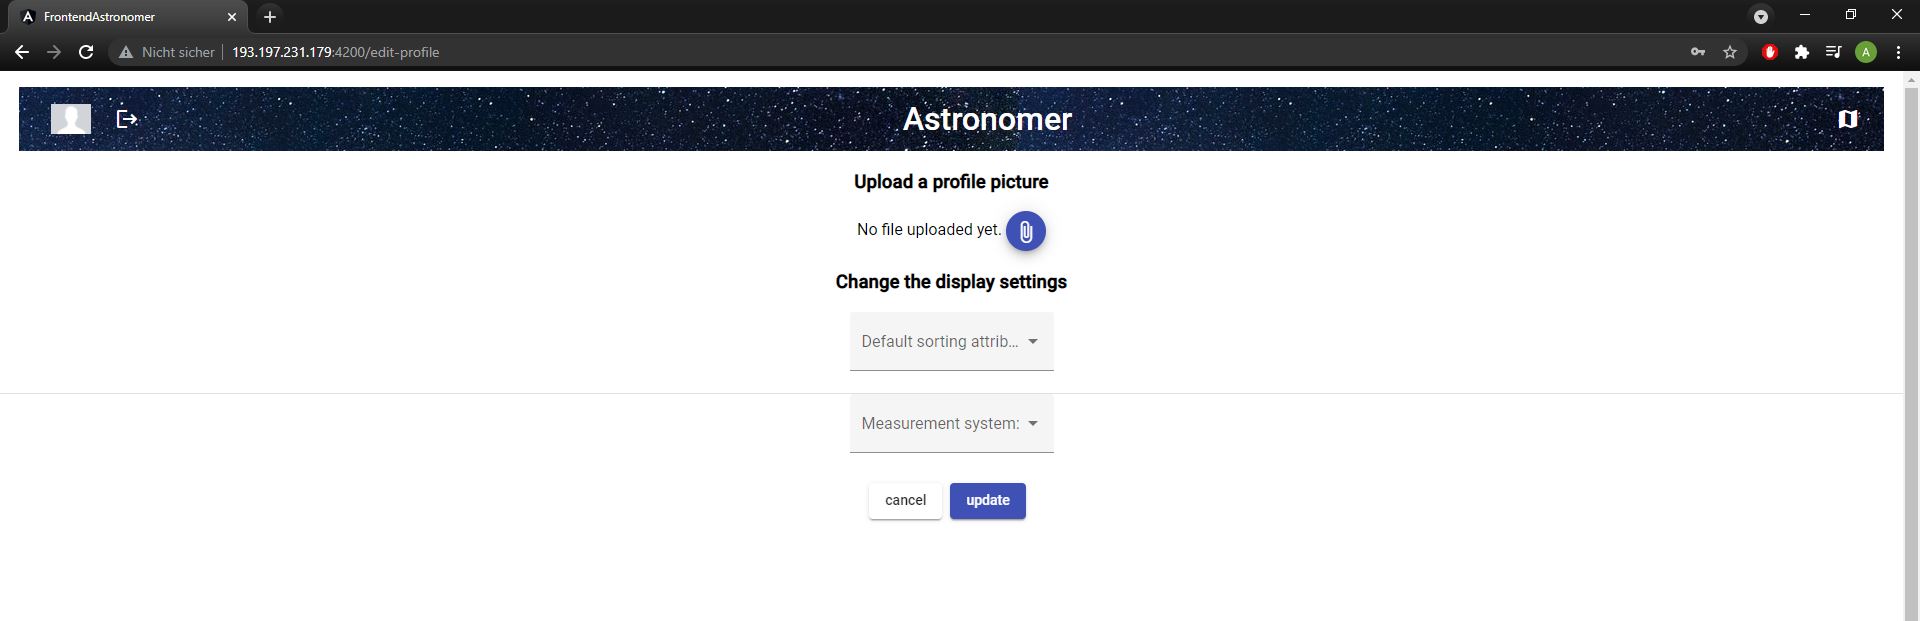 FrontendAstronomer
Nicht sicher 193.197.231.179:4200/edit-profile
A
Astronomer
Upload a profile picture
No file uploaded yet.
Change the display settings
Default sorting attrib...
Measurement system:
cancel update